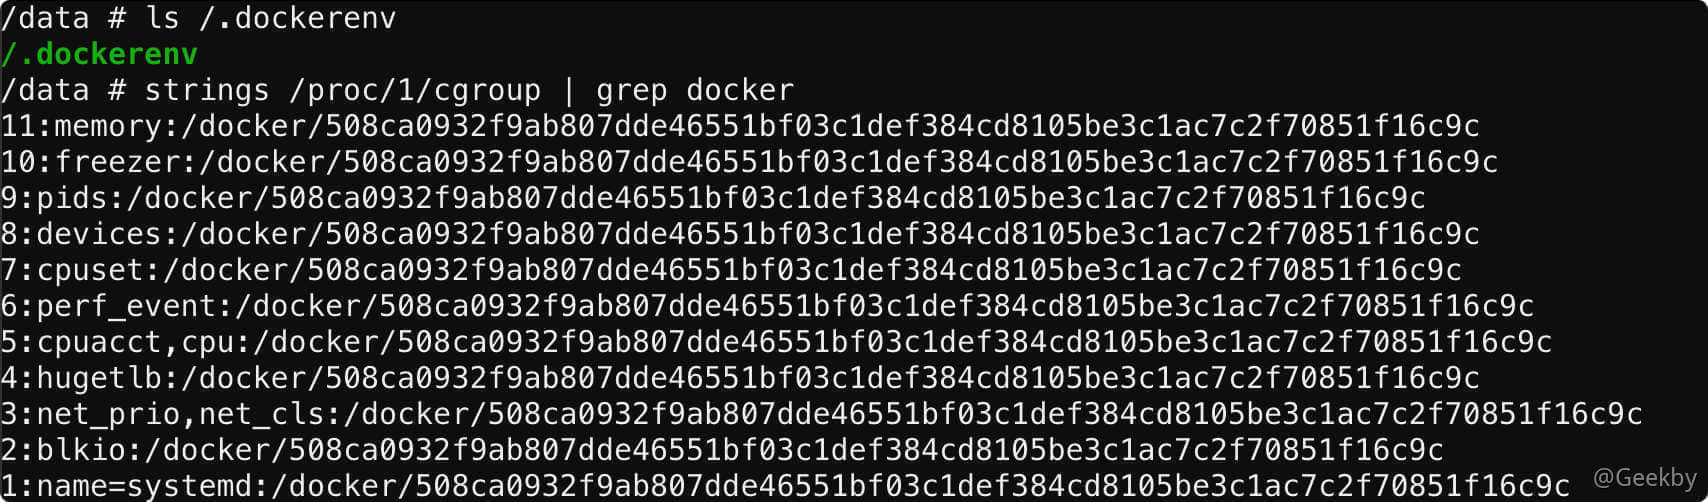 /data # ls /.dockerenv
/.dockerenv
/data # strings /proc/1/cgroup | grep docker
11:memory:/docker/508ca0932f9ab807dde46551bf03c1def384cd8105be3c1ac7c2f70851f16c9c
10:freezer:/docker/508ca0932f9ab807dde46551bf03c1def384cd8105be3c1ac7c2f70851f16c9c
9:pids:/docker/508ca0932f9ab807dde46551bf03c1def384cd8105be3c1ac7c2f70851f16c9c
8:devices:/docker/508ca0932f9ab807dde46551bf03c1def384cd8105be3c1ac7c2f70851f16c9c
7:cpuset:/docker/508ca0932f9ab807dde46551bf03c1def384cd8105be3c1ac7c2f70851f16c9c
6:perf_event:/docker/508ca0932f9ab807dde46551bf03c1def384cd8105be3c1ac7c2f70851f16c9c
5:cpuacct,cpu:/docker/508ca0932f9ab807dde46551bf03c1def384cd8105be3c1ac7c2f70851f16c9c
4:hugetlb:/docker/508ca0932f9ab807dde46551bf03c1def384cd8105be3c1ac7c2f70851f16c9c
3:net_prio,net_cls:/docker/508ca0932f9ab807dde46551bf03c1def384cd8105be3c1ac7c2f70851f16c9c
2:blkio:/docker/508ca0932f9ab807dde46551bf03c1def384cd8105be3c1ac7c2f70851f16c9c
1:name=systemd:/docker/508ca0932f9ab807dde46551bf03c1def384cd8105be3c1ac7c2f70851f16c9c
@Geekby